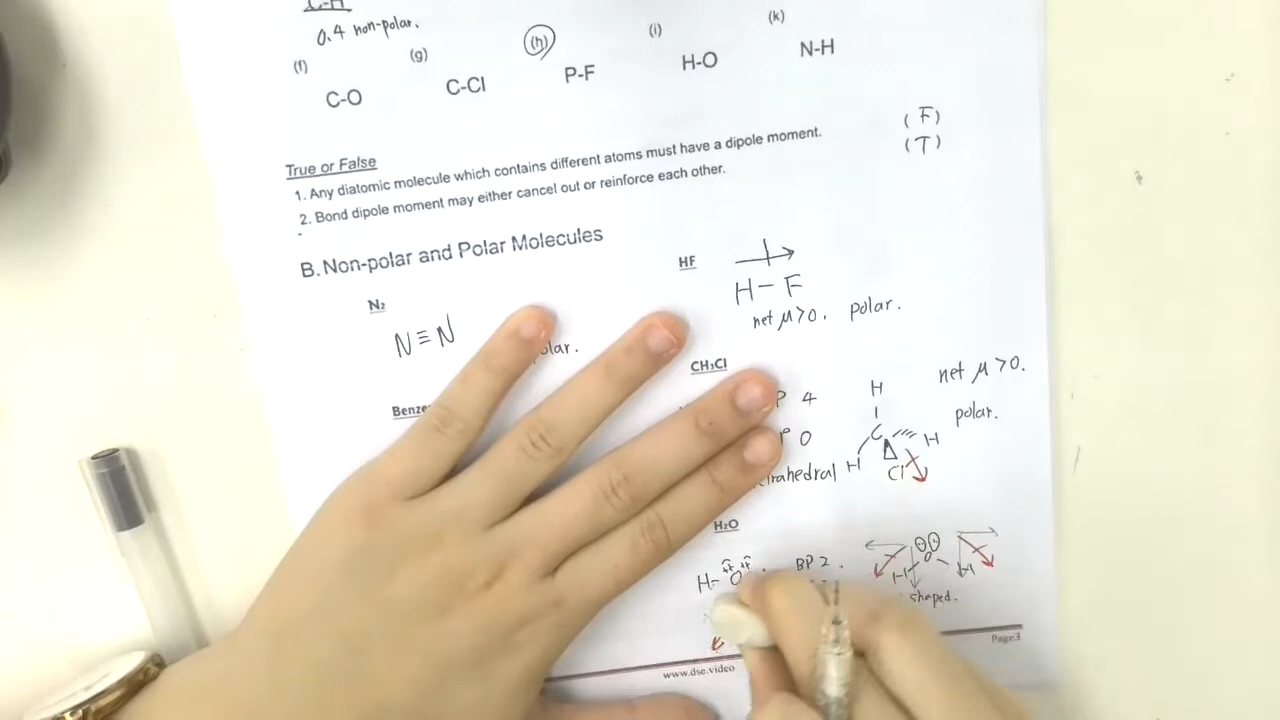 C-H
0.4 non-polar.
(f) (g) (h) (i) (k)
C-O C-Cl P-F H-O N-H
True or False
1. Any diatomic molecule which contains different atoms must have a dipole moment. (F)
2. Bond dipole moment may either cancel out or reinforce each other. (T)
B. Non-polar and Polar Molecules
N₂
N≡N
HF
H-F
net μ>0. polar.
CH₃Cl
4
0
H
C
H
H
Cl
net μ>0.
polar.
H₂O
H-O
BP 2.
O
H
H
shaped.
www.dse.video
Page3